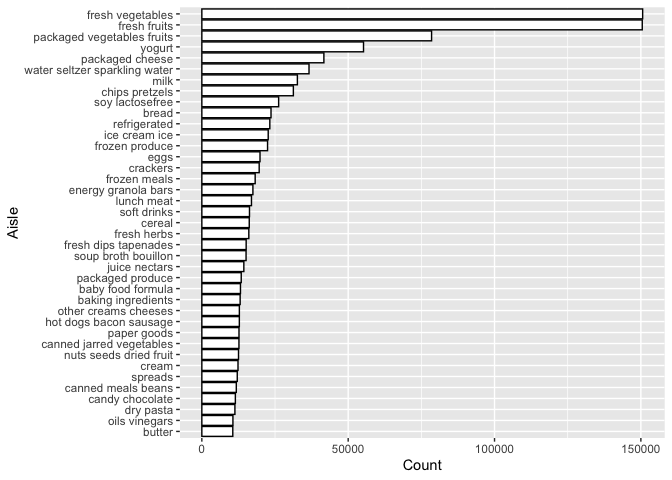 fresh vegetables
fresh fruits
packaged vegetables fruits
yogurt
packaged cheese
water seltzer sparkling water
milk
chips pretzels
soy lactosefree
bread
refrigerated
ice cream ice
frozen produce
eggs
crackers
frozen meals
energy granola bars
lunch meat
soft drinks
cereal
fresh herbs
fresh dips tapenades
soup broth bouillon
juice nectars
packaged produce
baby food formula
baking ingredients
other creams cheeses
hot dogs bacon sausage
paper goods
canned jarred vegetables
nuts seeds dried fruit
cream
spreads
canned meals beans
candy chocolate
dry pasta
oils vinegars
butter
Aisle
0 50000 100000 150000
Count